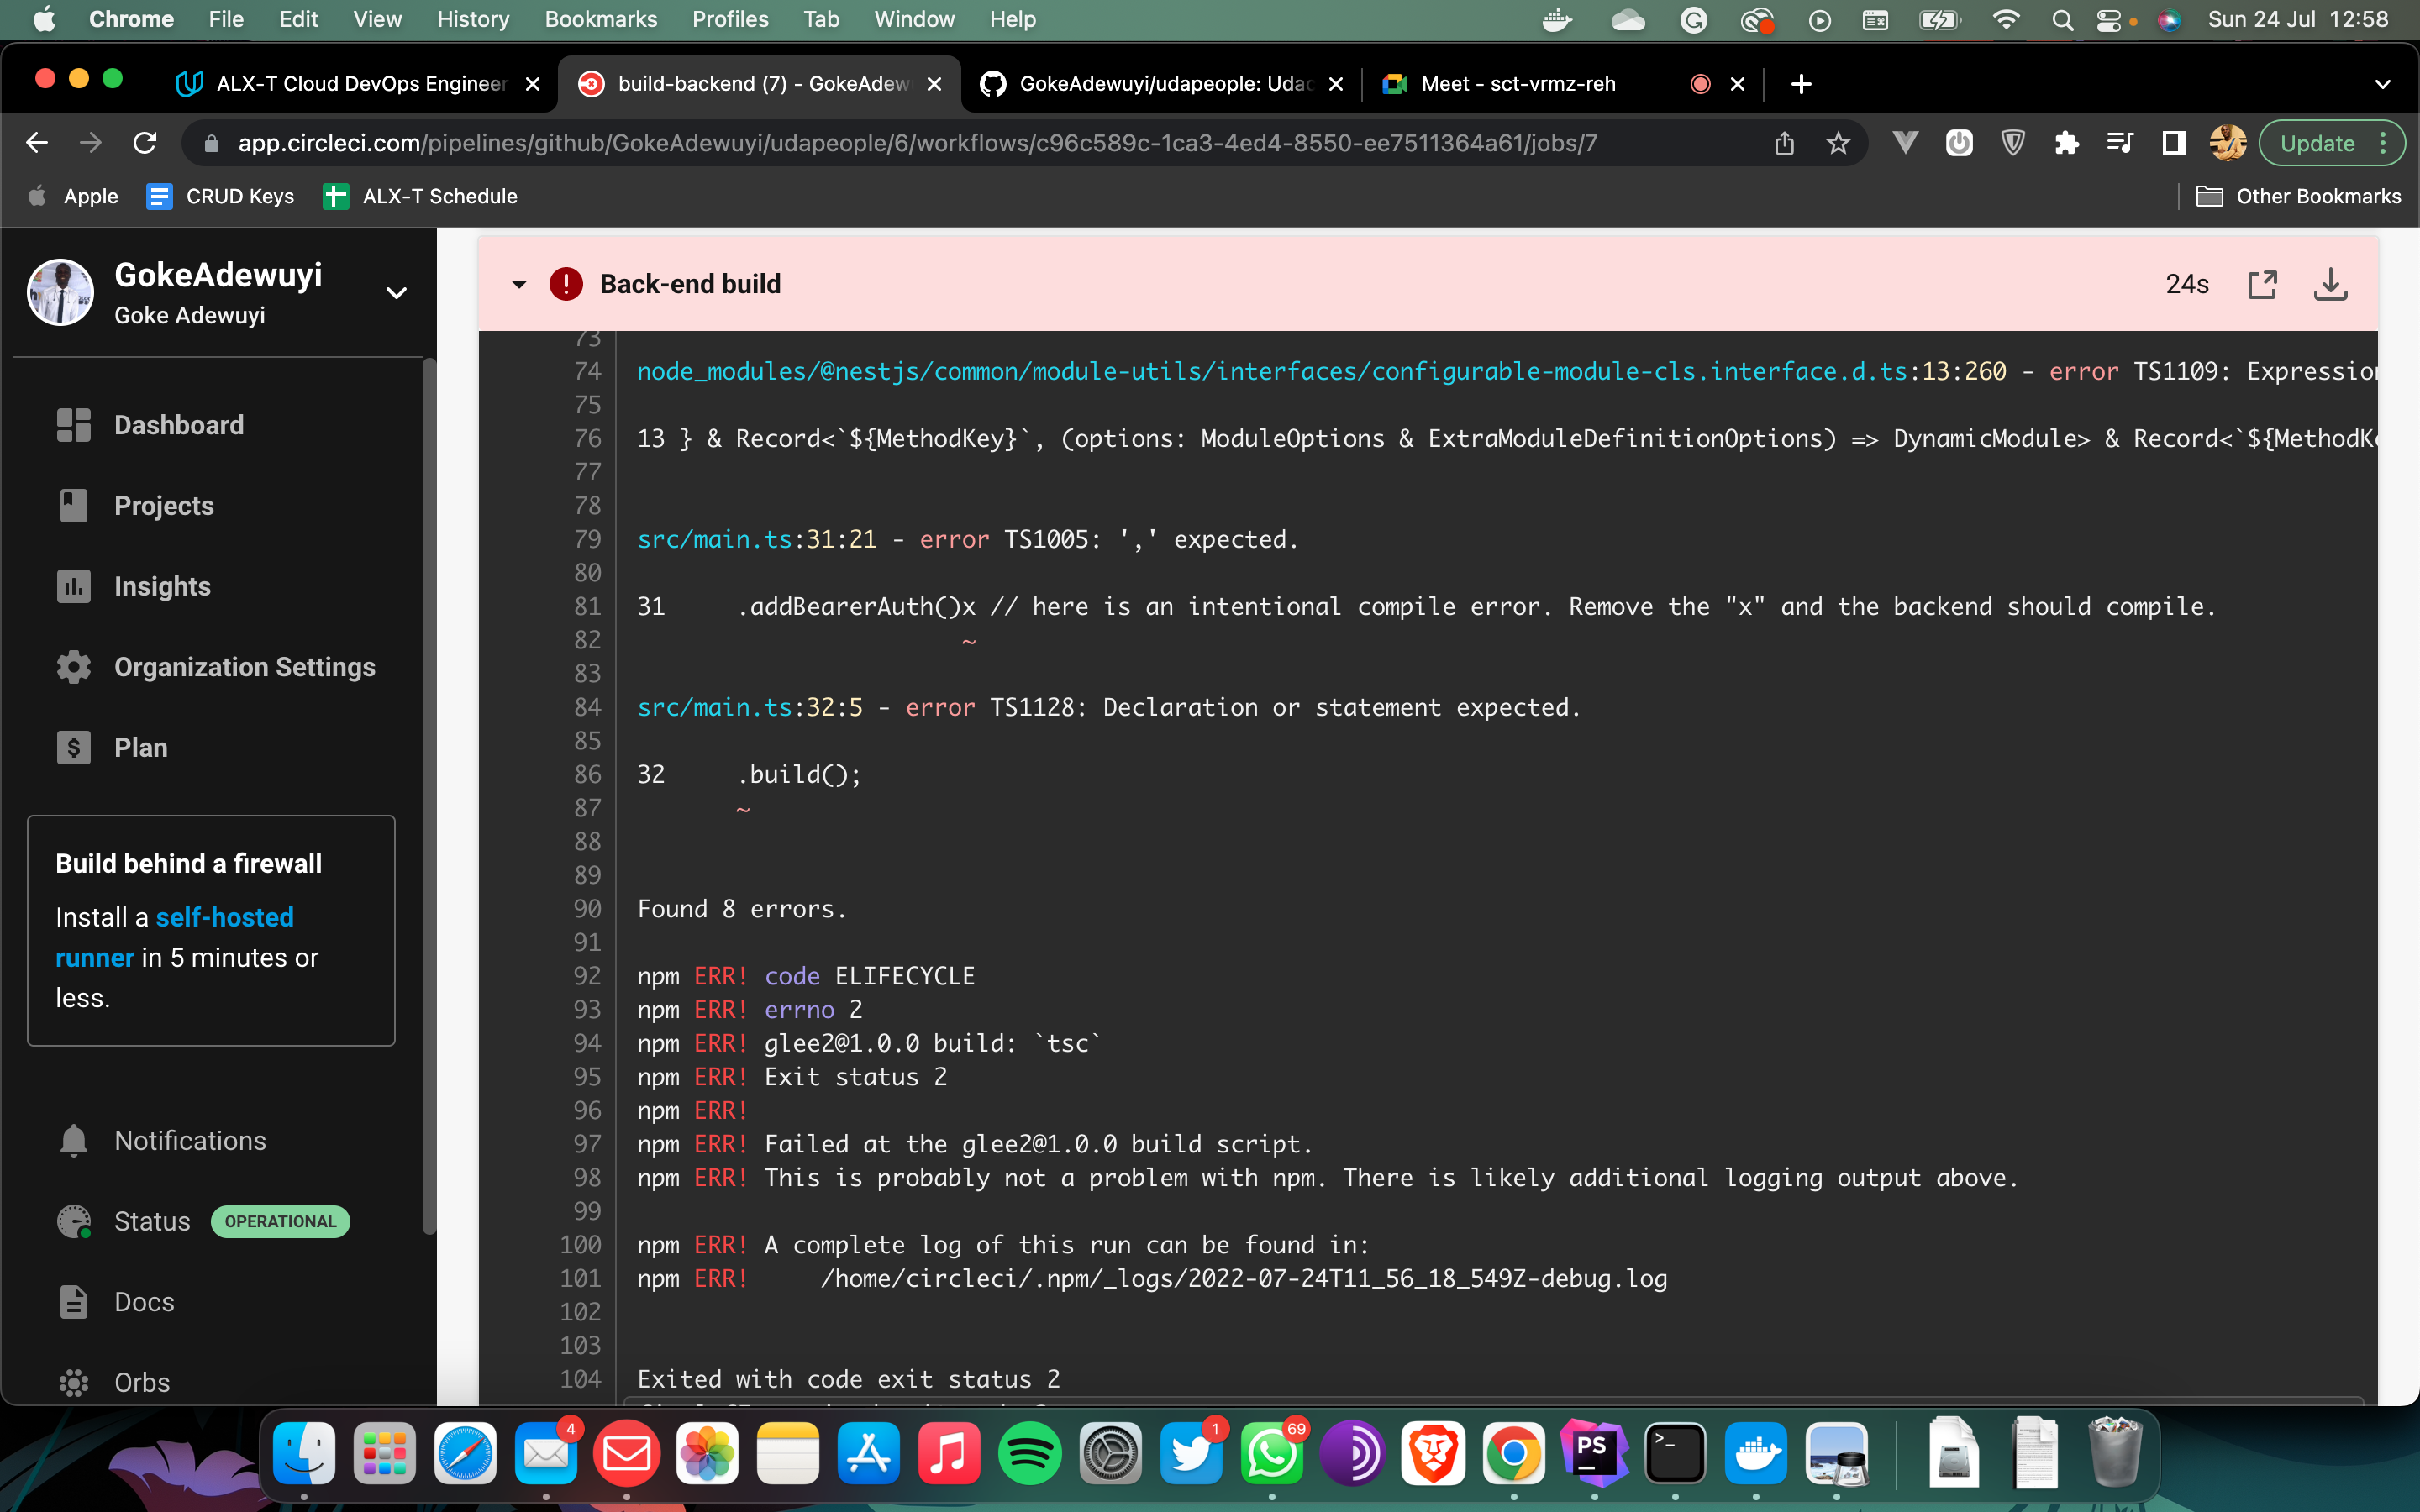 Chrome File Edit View History Bookmarks Profiles Tab Window Help Sun 24 Jul 12:58
ALX-T Cloud DevOps Engineer build-backend (7) - GokeAdew GokeAdewuyi/udapeople: Udac Meet - sct-vrmz-reh
app.circleci.com/pipelines/github/GokeAdewuyi/udapeople/6/workflows/c96c589c-1ca3-4ed4-8550-ee7511364a61/jobs/7 Update
Apple CRUD Keys ALX-T Schedule Other Bookmarks
GokeAdewuyi
Goke Adewuyi
Dashboard
Projects
Insights
Organization Settings
$ Plan
Build behind a firewall
Install a self-hosted
runner in 5 minutes or
less.
Notifications
Status OPERATIONAL
Docs
Orbs
! Back-end build 24s
73
74 node_modules/@nestjs/common/module-utils/interfaces/configurable-module-cls.interface.d.ts:13:260 - error TS1109: Expression
75
76 13 } & Record<`${MethodKey}`, (options: ModuleOptions & ExtraModuleDefinitionOptions) => DynamicModule> & Record<`${MethodKe
77
78
79 src/main.ts:31:21 - error TS1005: ',' expected.
80
81 31     .addBearerAuth()x // here is an intentional compile error. Remove the "x" and the backend should compile.
82 ~
83
84 src/main.ts:32:5 - error TS1128: Declaration or statement expected.
85
86 32     .build();
87 ~
88
89
90 Found 8 errors.
91
92 npm ERR! code ELIFECYCLE
93 npm ERR! errno 2
94 npm ERR! glee2@1.0.0 build: `tsc`
95 npm ERR! Exit status 2
96 npm ERR!
97 npm ERR! Failed at the glee2@1.0.0 build script.
98 npm ERR! This is probably not a problem with npm. There is likely additional logging output above.
99
100 npm ERR! A complete log of this run can be found in:
101 npm ERR!     /home/circleci/.npm/_logs/2022-07-24T11_56_18_549Z-debug.log
102
103
104 Exited with code exit status 2
4 1 69 PS >_